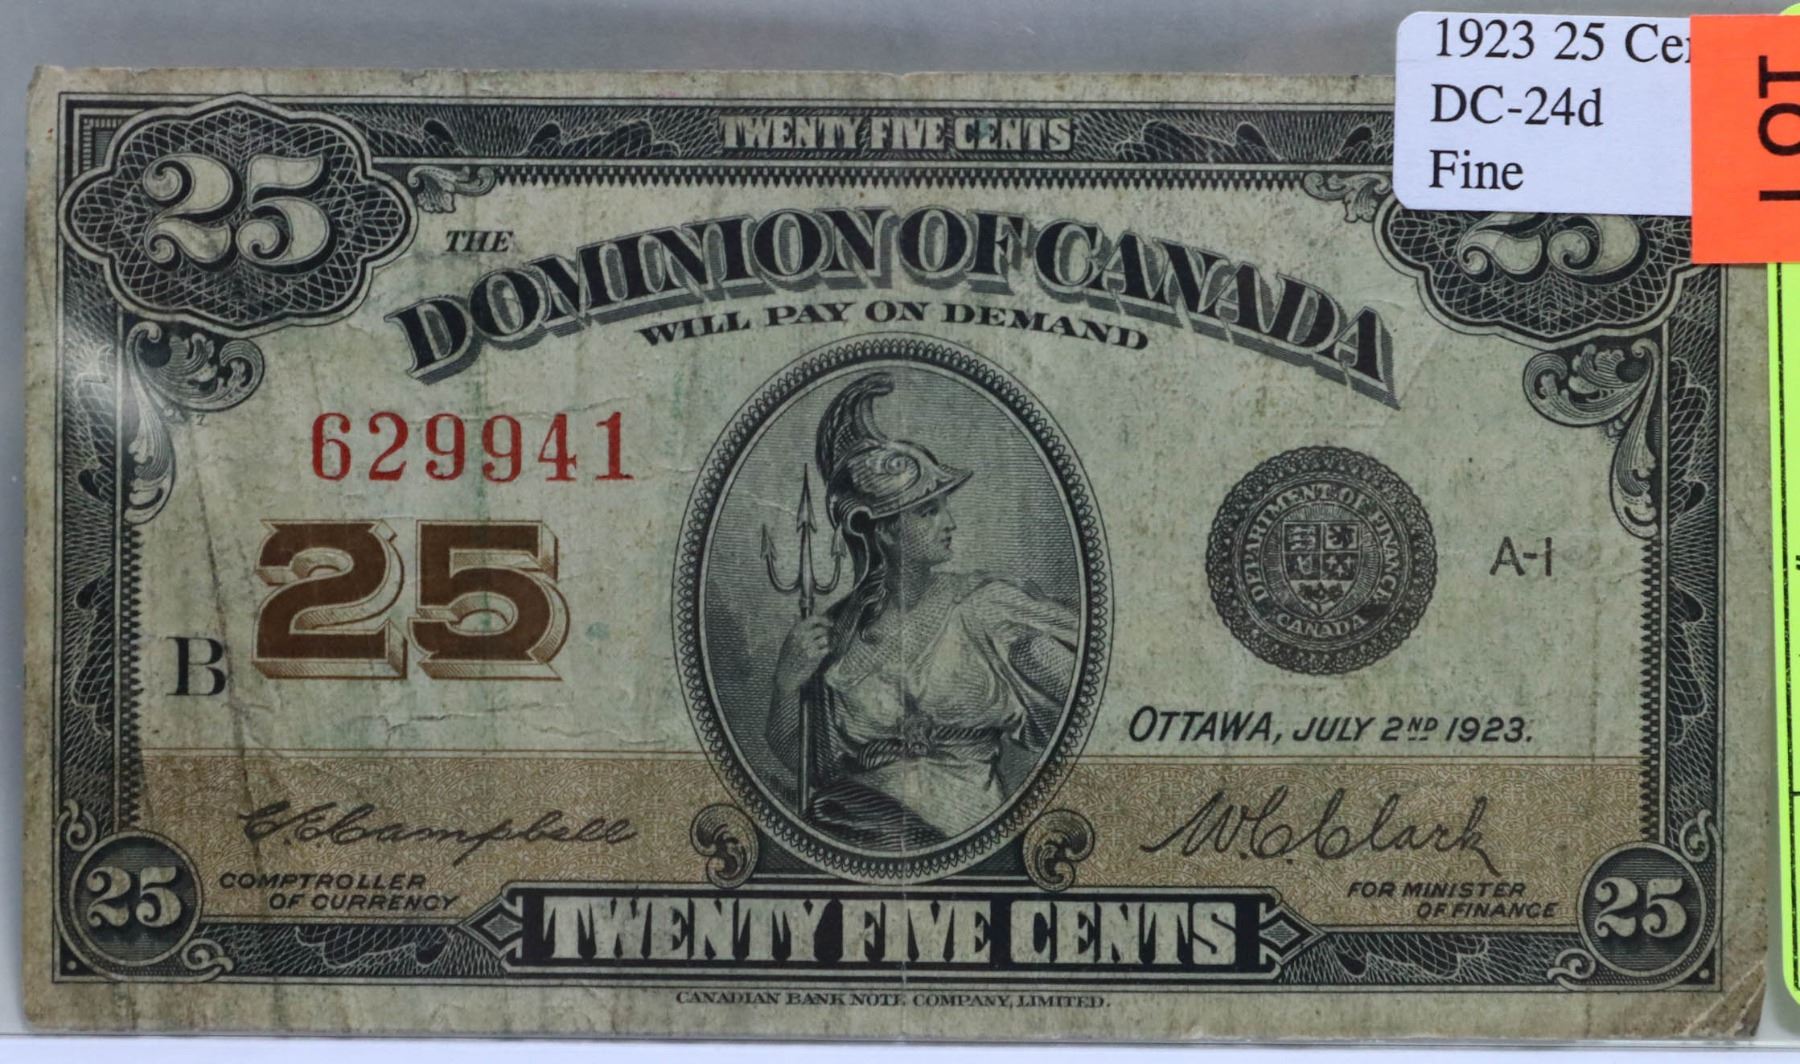 1923 25
DC-24d
Fine
TWENTY FIVE CENTS
25
25
THE
DOMINION OF CANADA
WILL PAY ON DEMAND
629941
25
B
DEPARTMENT OF FINANCE
CANADA
A-1
OTTAWA, JULY 2ND 1923.
C.E. Campbell
W.C. Clark
COMPTROLLER
OF CURRENCY
FOR MINISTER
OF FINANCE
25
TWENTY FIVE CENTS
25
CANADIAN BANK NOTE COMPANY, LIMITED.